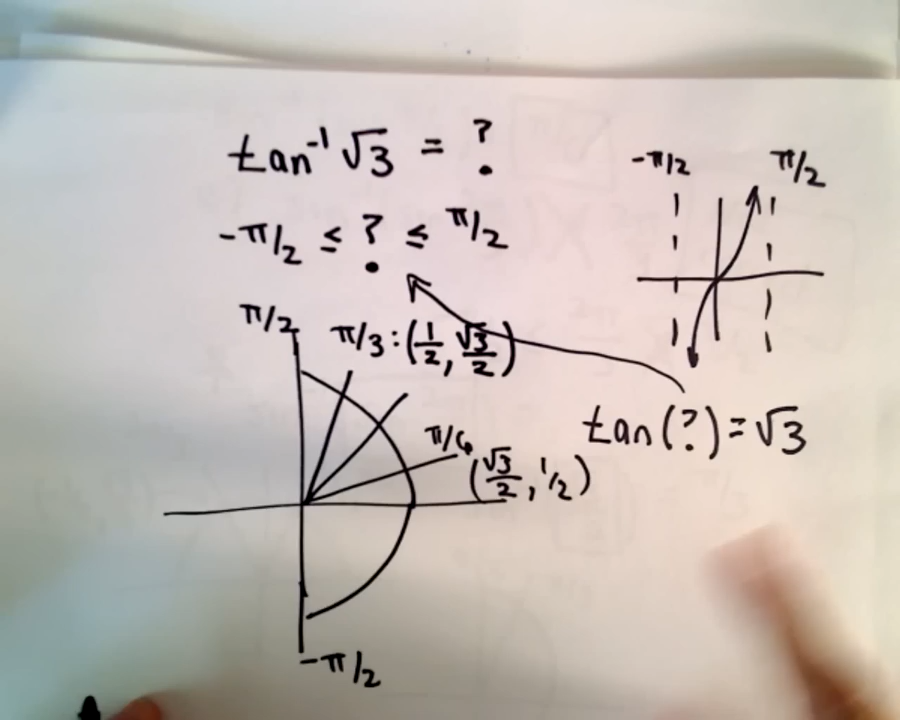 tan⁻¹ √3 = ?
-π/2 ≤ ? ≤ π/2
-π/2
π/2
π/2
π/3 : (1/2, √3/2)
tan(?) = √3
π/6
(√3/2, 1/2)
-π/2